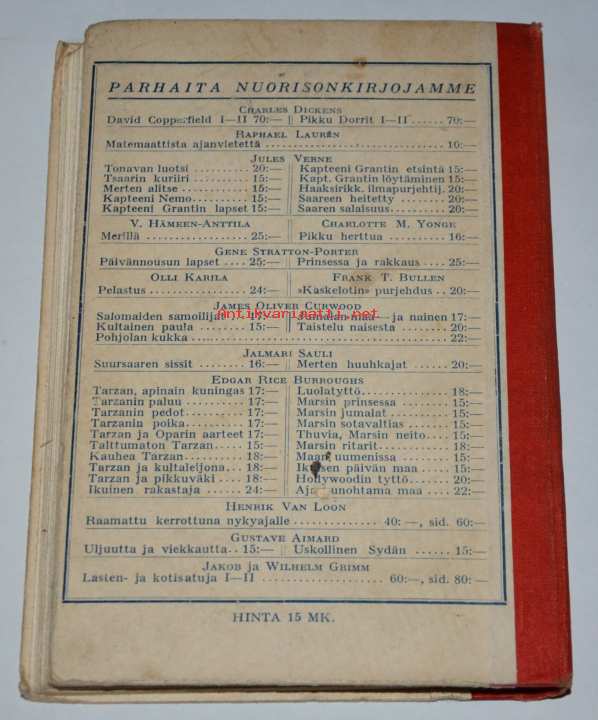 PARHAITA NUORISONKIRJOJAMME
CHARLES DICKENS
David Copperfield I—II 70:— Pikku Dorrit I—II ...... 70:—
RAPHAEL LAURÉN
Matemaattista ajanvietettä .................. 10:—
JULES VERNE
Tonavan luotsi ........ 20:— Kapteeni Grantin etsintä 15:—
Tsaarin kuriiri ........ 15:— Kapt. Grantin löytäminen 15:—
Merten alitse .......... 15:— Haaksirikk. ilmapurjehtij. 20:—
Kapteeni Nemo ......... 15:— Saareen heitetty ........ 20:—
Kapteeni Grantin lapset 15:— Saaren salaisuus ........ 20:—
V. HÄMEEN-ANTTILA CHARLOTTE M. YONGE
Merillä ................ 25:— Pikku herttua .......... 16:—
GENE STRATTON-PORTER
Päivännousun lapset .... 25:— Prinsessa ja rakkaus .... 25:—
OLLI KARILA FRANK T. BULLEN
Pelastus ................ 24:— »Kaskelotin» purjehdus .. 20:—
JAMES OLIVER CURWOOD
Salomaiden samoilijat 17:— Jumalan maa — ja nainen 17:—
Kultainen paula ........ 15:— Taistelu naisesta ........ 20:—
Pohjolan kukka .................. 22:—
antikvariaatti.net
JALMARI SAULI
Suursaaren sissit ...... 16:— Merten huuhkajat ...... 20:—
EDGAR RICE BURROUGHS
Tarzan, apinain kuningas 17:— Luolatyttö .............. 18:—
Tarzanin paluu ........ 17:— Marsin prinsessa ........ 15:—
Tarzanin pedot ......... 17:— Marsin jumalat .......... 15:—
Tarzanin poika ......... 17:— Marsin sotavaltias ...... 15:—
Tarzan ja Oparin aarteet 17:— Thuvia, Marsin neito .... 15:—
Talttumaton Tarzan ..... 15:— Marsin ritarit .......... 18:—
Kauhea Tarzan .......... 18:— Maan uumenissa ........ 15:—
Tarzan ja kultaleijona .. 18:— Ikuisen päivän maa ..... 15:—
Tarzan ja pikkuväki .... 18:— Hollywoodin tyttö ....... 20:—
Ikuinen rakastaja ...... 24:— Ajan unohtama maa .... 22:—
HENRIK VAN LOON
Raamattu kerrottuna nykyajalle ........ 40:—, sid. 60:—
GUSTAVE AIMARD
Uljuutta ja viekkautta .. 15:— Uskollinen Sydän ...... 15:—
JAKOB JA WILHELM GRIMM
Lasten- ja kotisatuja I—II .................. 60:—, sid. 80:—
HINTA 15 MK.